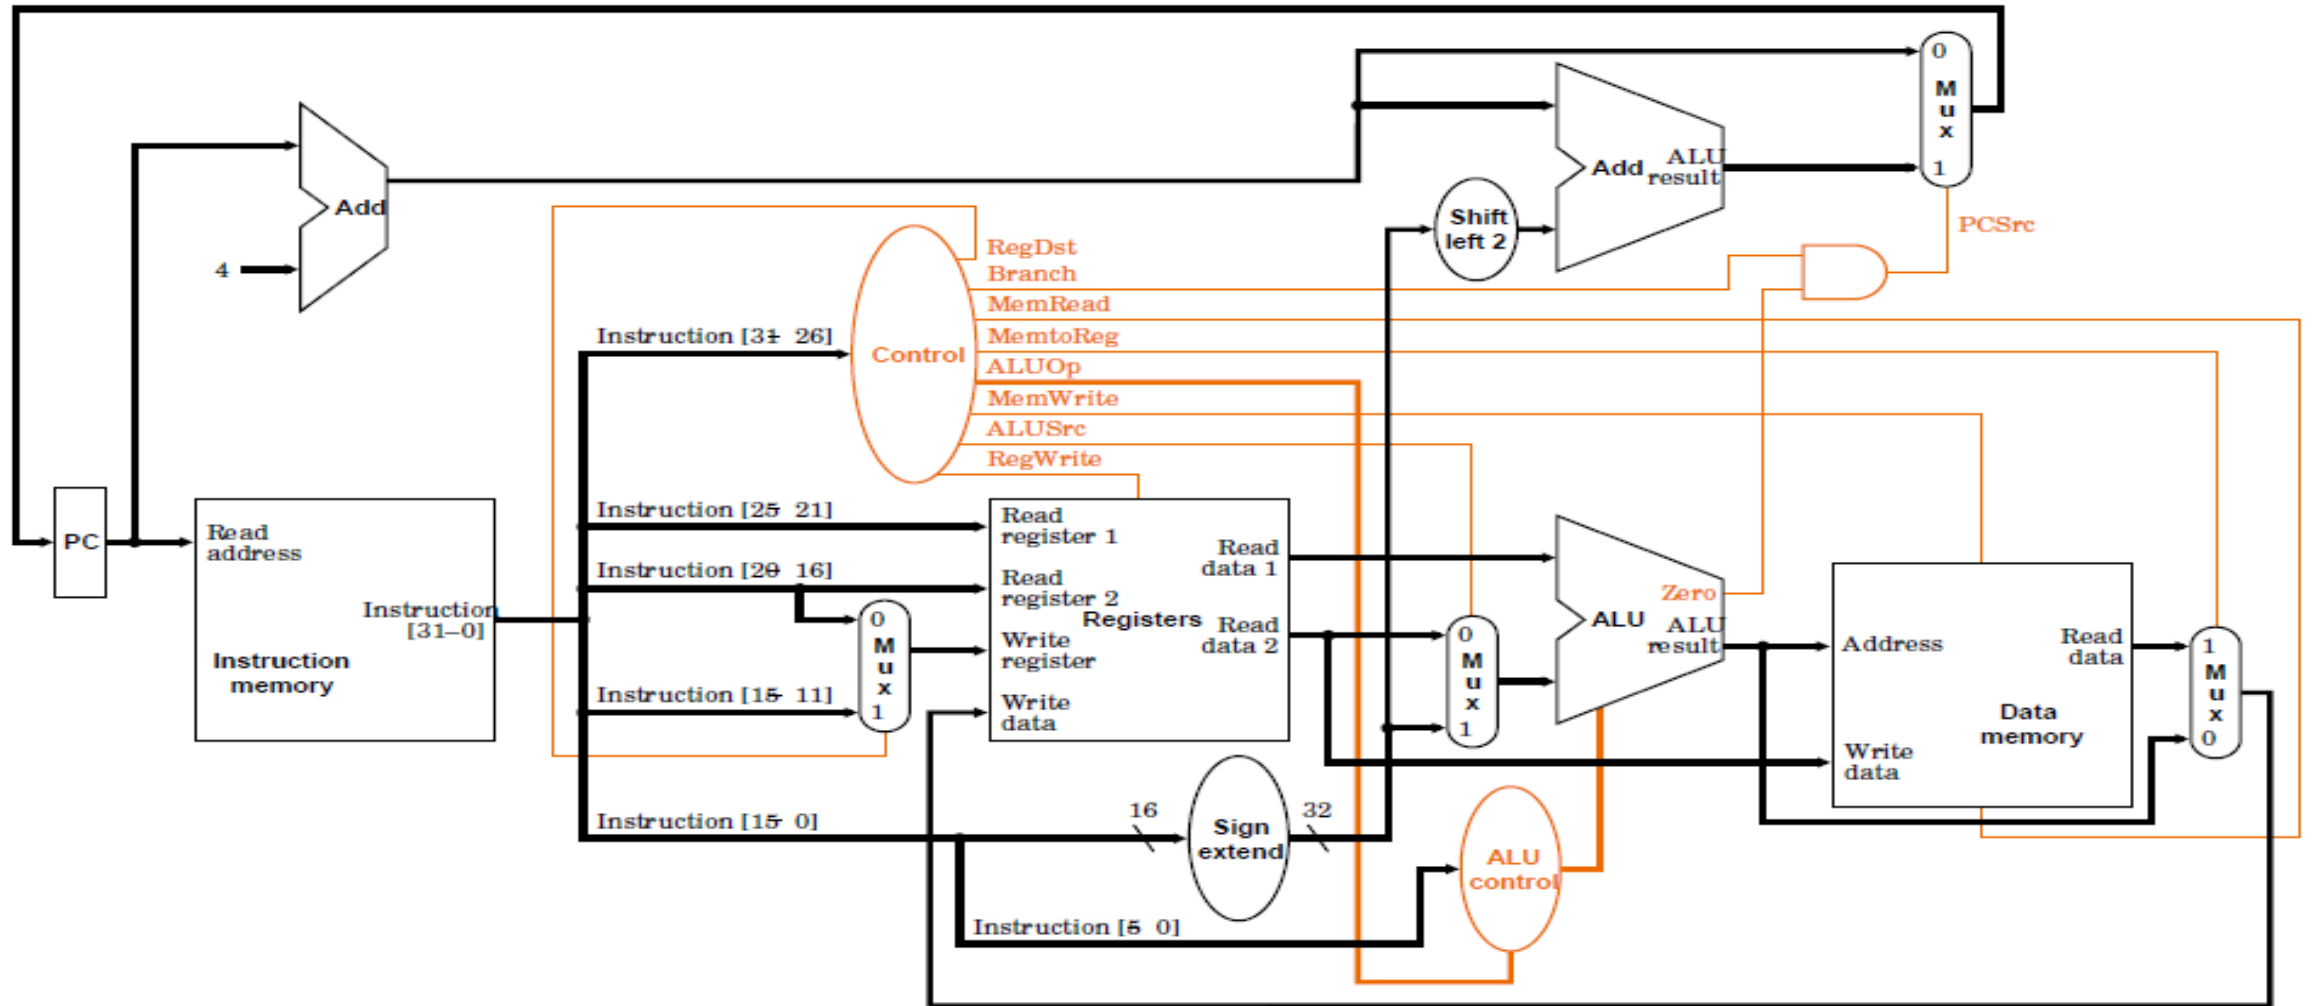 0
M
u
x
1
Add
ALU
result
Add
4
Shift
left 2
PCSrc
RegDst
Branch
MemRead
MemtoReg
ALUOp
MemWrite
ALUSrc
RegWrite
Control
Instruction [31 26]
Instruction [25 21]
Instruction [20 16]
Instruction [15 11]
Instruction [15 0]
Instruction [5 0]
PC
Read
address
Instruction
[31–0]
Instruction
memory
0
M
u
x
1
Read
register 1
Read
register 2
Write
register
Write
data
Registers
Read
data 1
Read
data 2
16
Sign
extend
32
0
M
u
x
1
Zero
ALU
ALU
result
ALU
control
Address
Write
data
Read
data
Data
memory
1
M
u
x
0